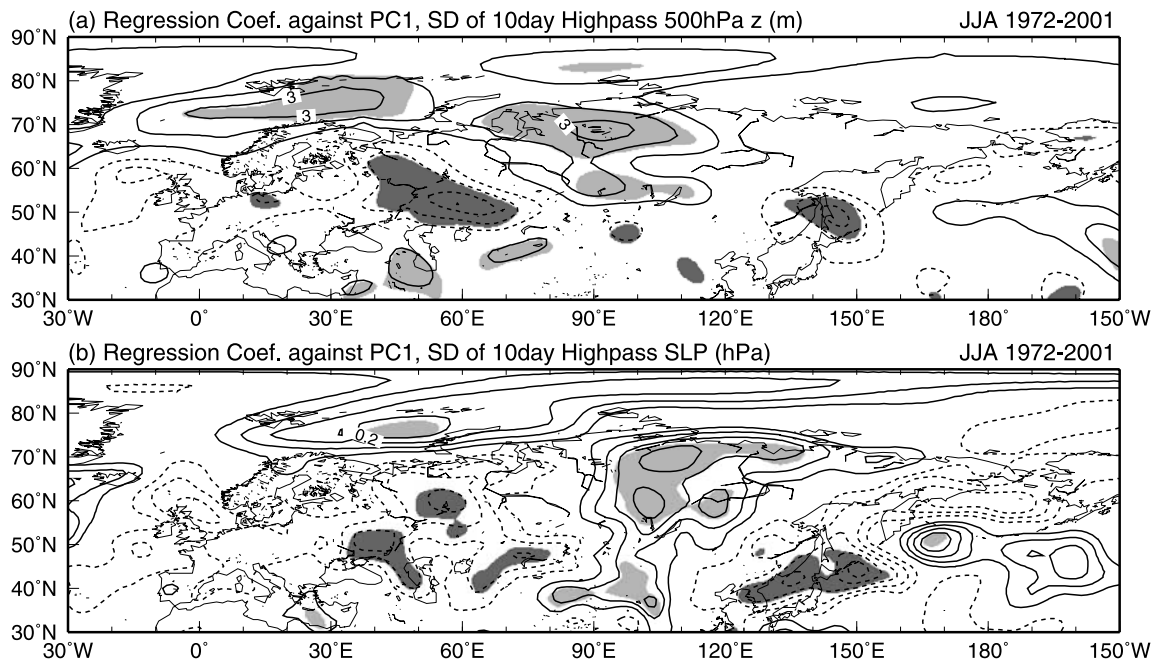 (a) Regression Coef. against PC1, SD of 10day Highpass 500hPa z (m) JJA 1972-2001
90˚N
80˚N
70˚N
60˚N
50˚N
40˚N
30˚N
3
3
3
30˚W 0˚ 30˚E 60˚E 90˚E 120˚E 150˚E 180˚ 150˚W
(b) Regression Coef. against PC1, SD of 10day Highpass SLP (hPa) JJA 1972-2001
90˚N
80˚N
70˚N
60˚N
50˚N
40˚N
30˚N
0.2
30˚W 0˚ 30˚E 60˚E 90˚E 120˚E 150˚E 180˚ 150˚W